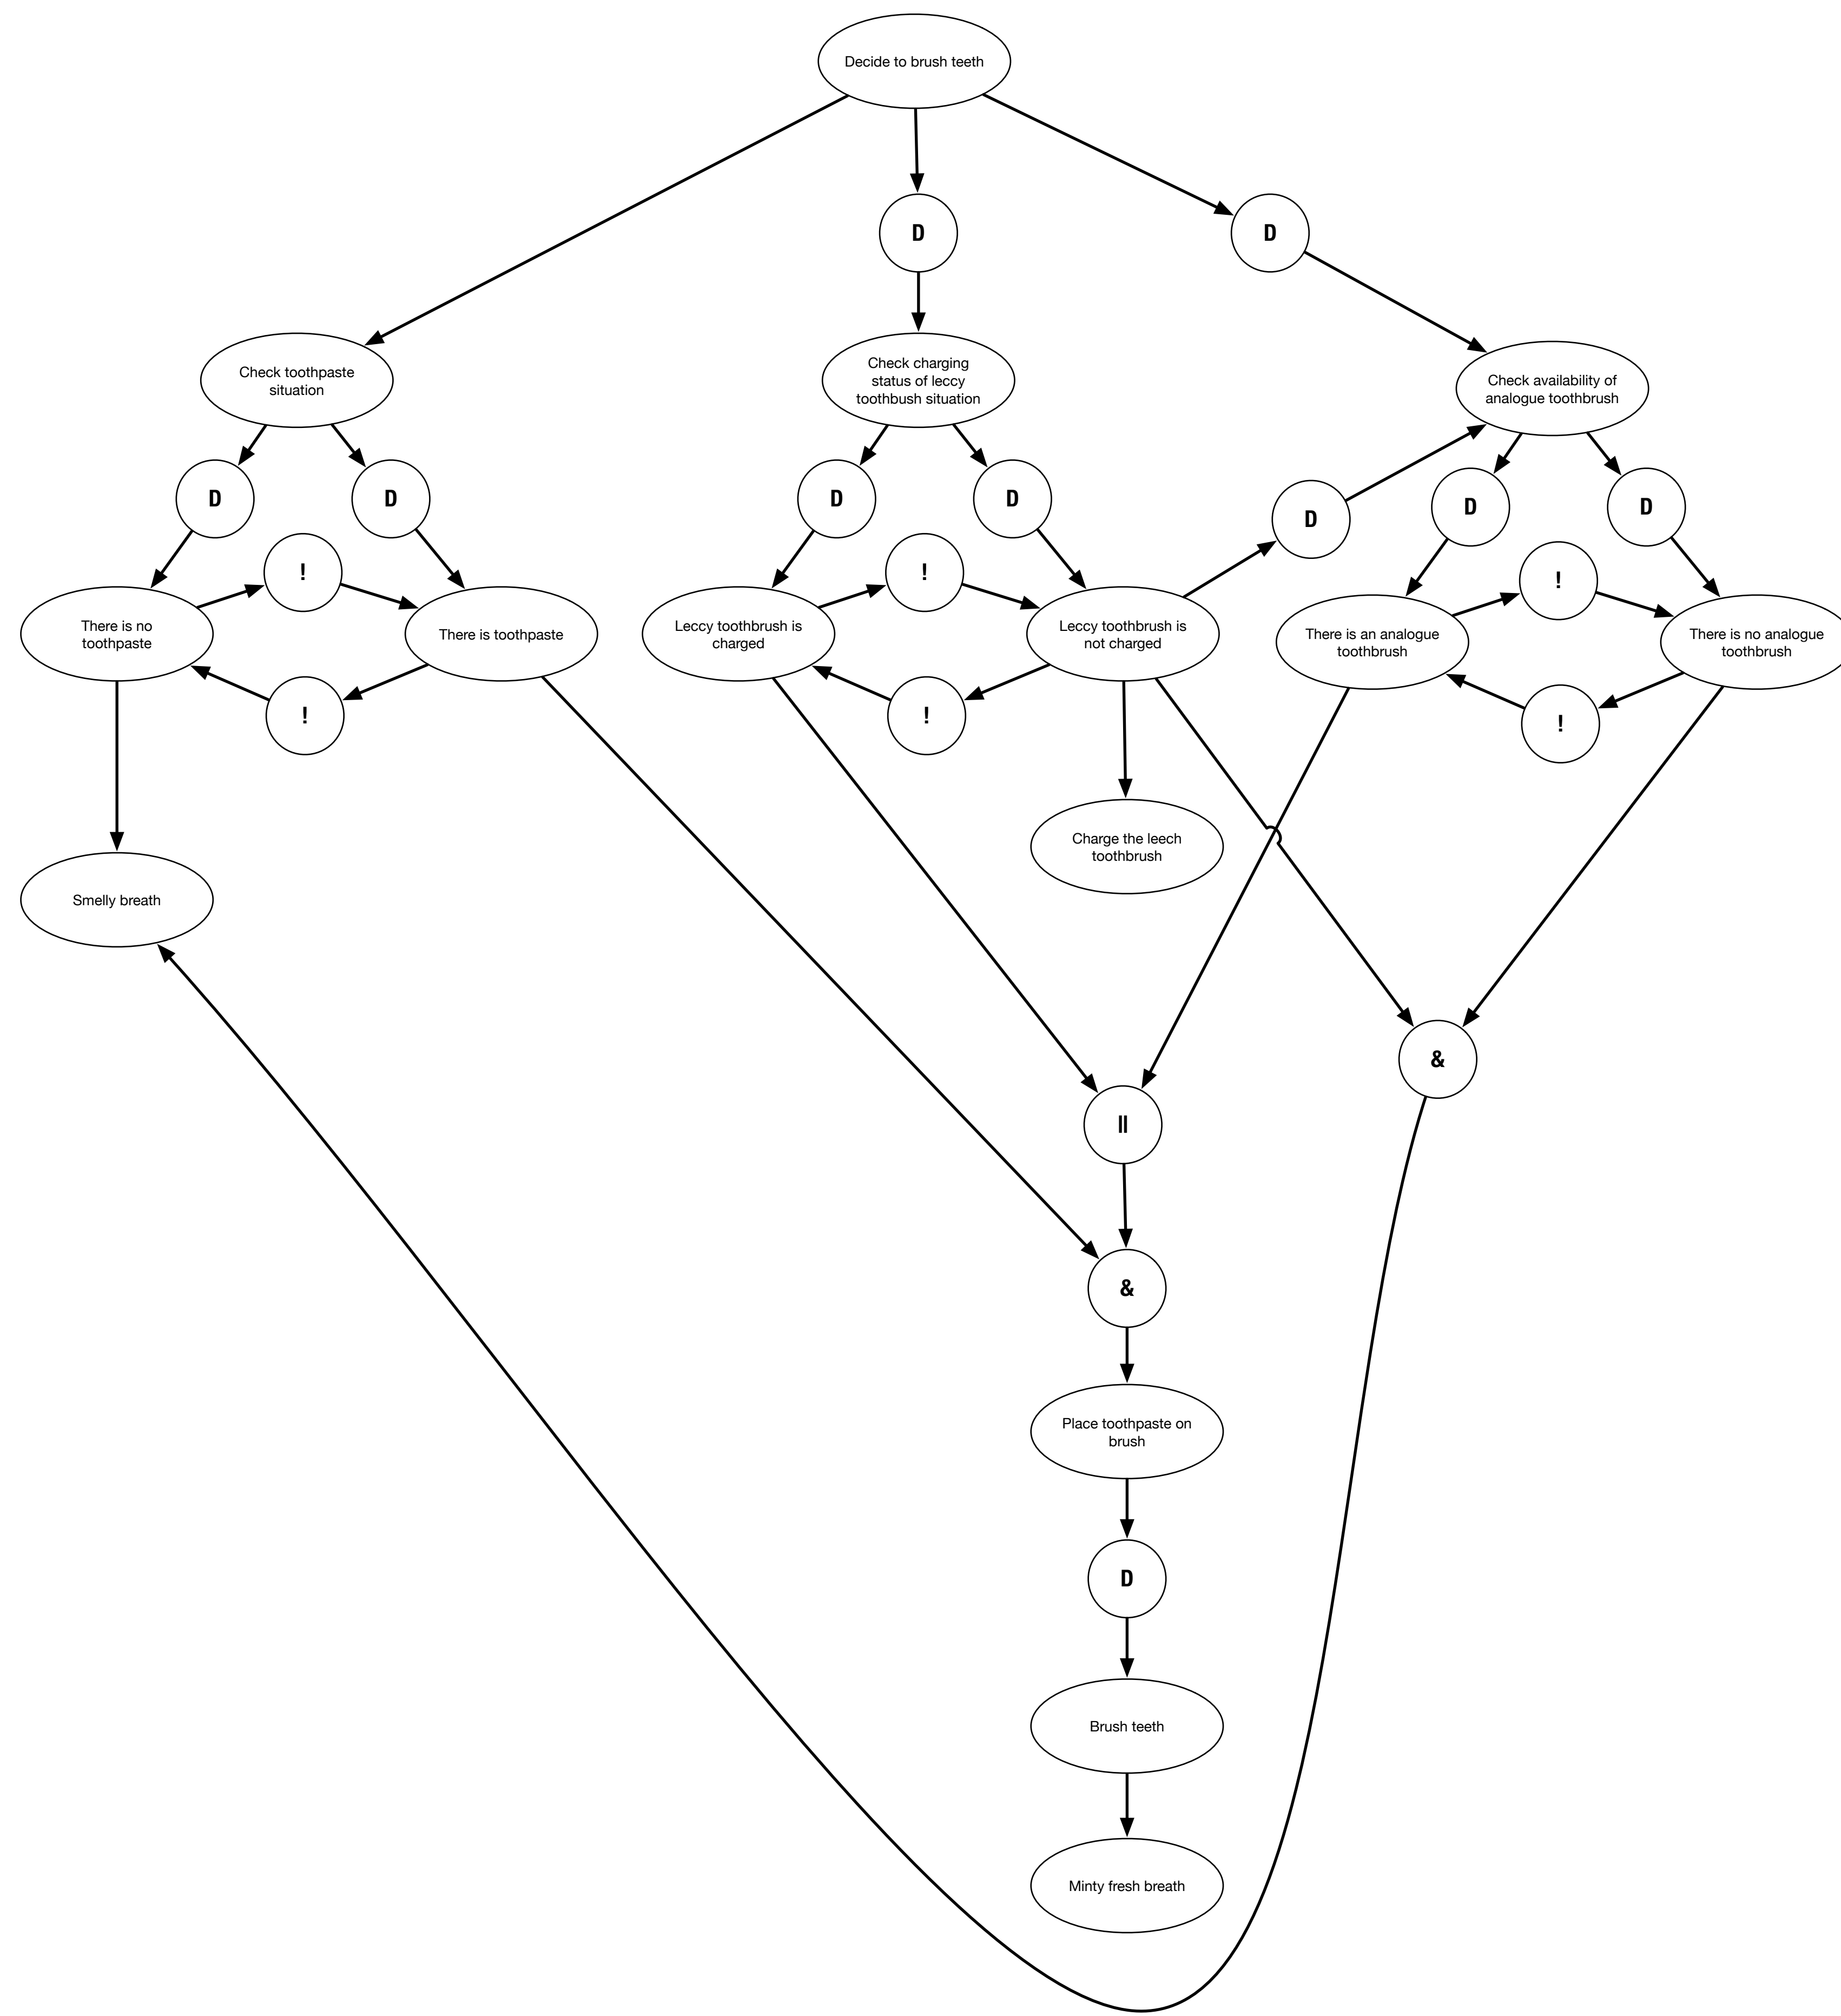 Decide to brush teeth
D
D
Check toothpaste
situation
Check charging
status of leccy
toothbush situation
Check availability of
analogue toothbrush
D
D
D
D
D
D
D
!
!
!
There is no
toothpaste
There is toothpaste
Leccy toothbrush is
charged
Leccy toothbrush is
not charged
There is an analogue
toothbrush
There is no analogue
toothbrush
!
!
!
Charge the leech
toothbrush
Smelly breath
&
||
&
Place toothpaste on
brush
D
Brush teeth
Minty fresh breath